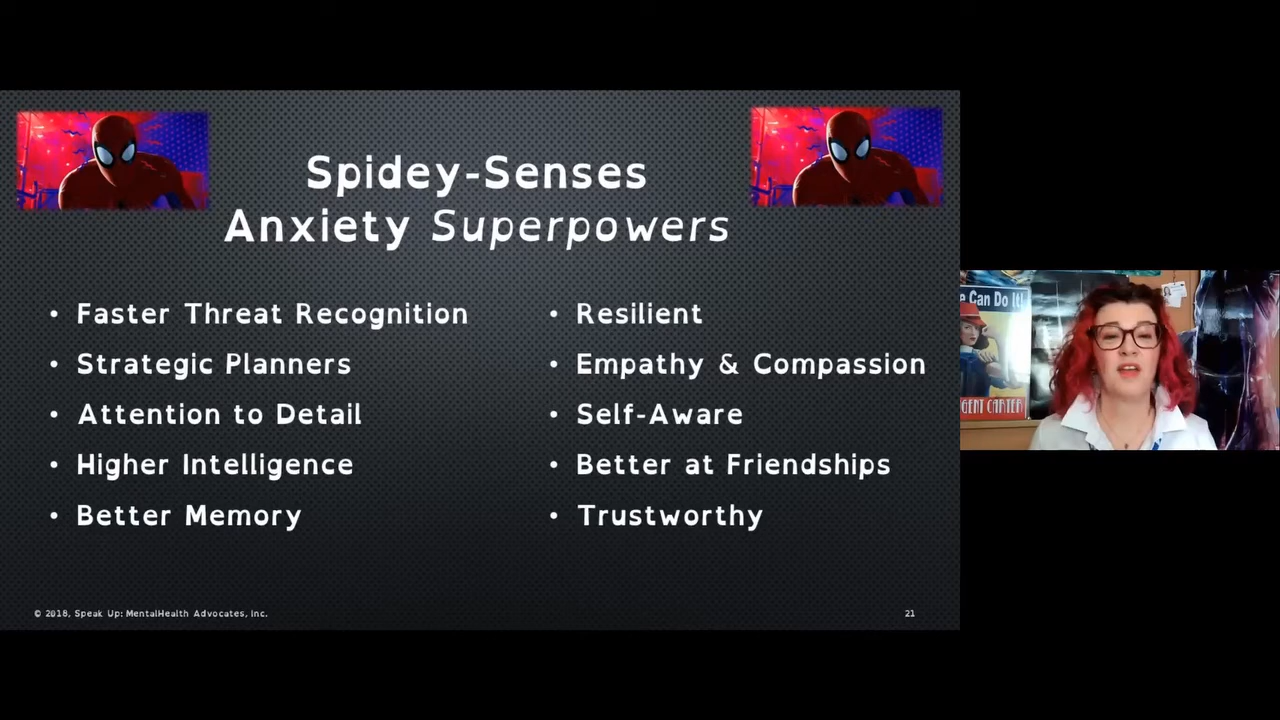 Spidey-Senses
Anxiety Superpowers
• Faster Threat Recognition
• Strategic Planners
• Attention to Detail
• Higher Intelligence
• Better Memory
• Resilient
• Empathy & Compassion
• Self-Aware
• Better at Friendships
• Trustworthy
© 2018, Speak Up: MentalHealth Advocates, Inc.
21
e Can Do It!
GENT CARTER